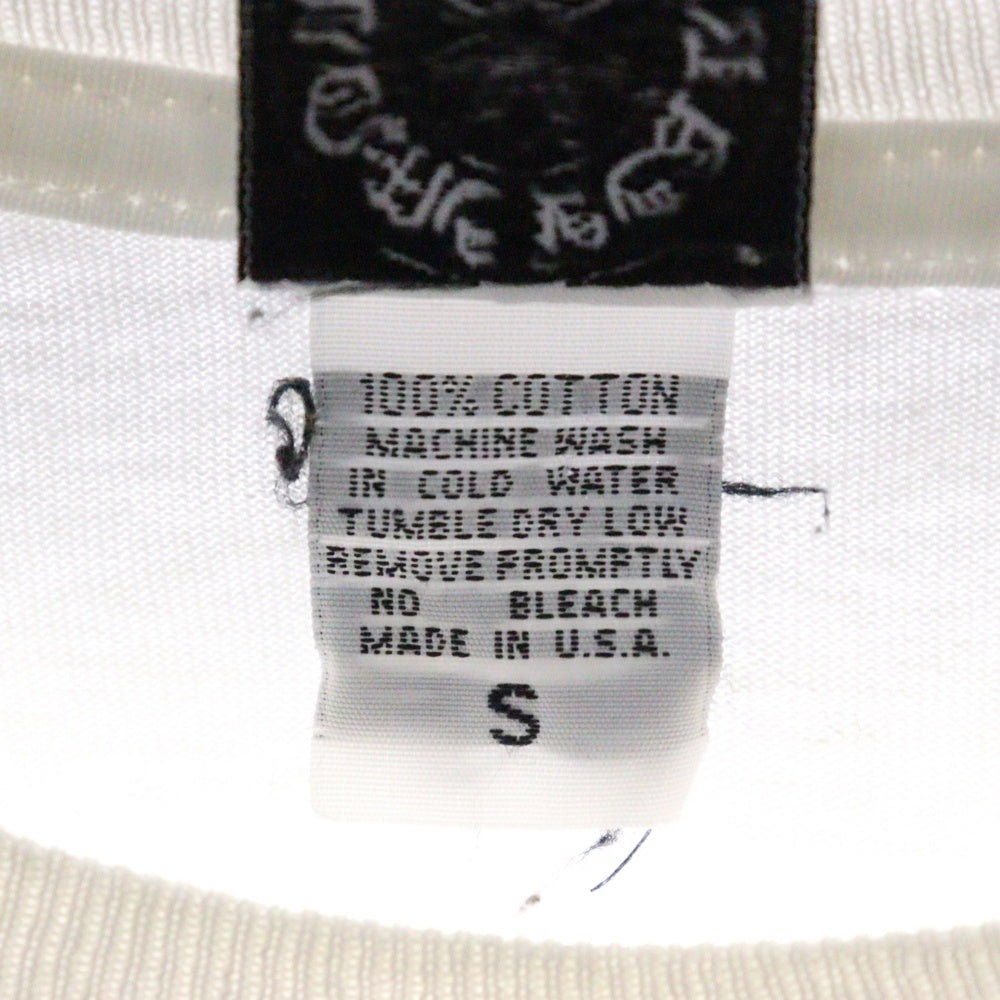 100% COTTON
MACHINE WASH
IN COLD WATER
TUMBLE DRY LOW
REMOVE PROMPTLY
NO BLEACH
MADE IN U.S.A.
S